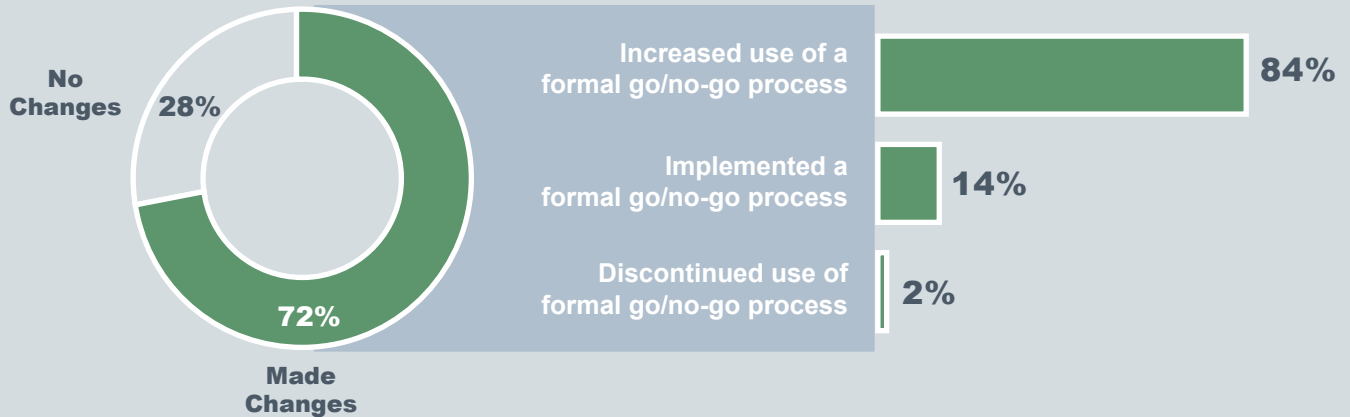 No
Changes
28%
72%
Made
Changes
Increased use of a
formal go/no-go process
84%
Implemented a
formal go/no-go process
14%
Discontinued use of
formal go/no-go process
2%